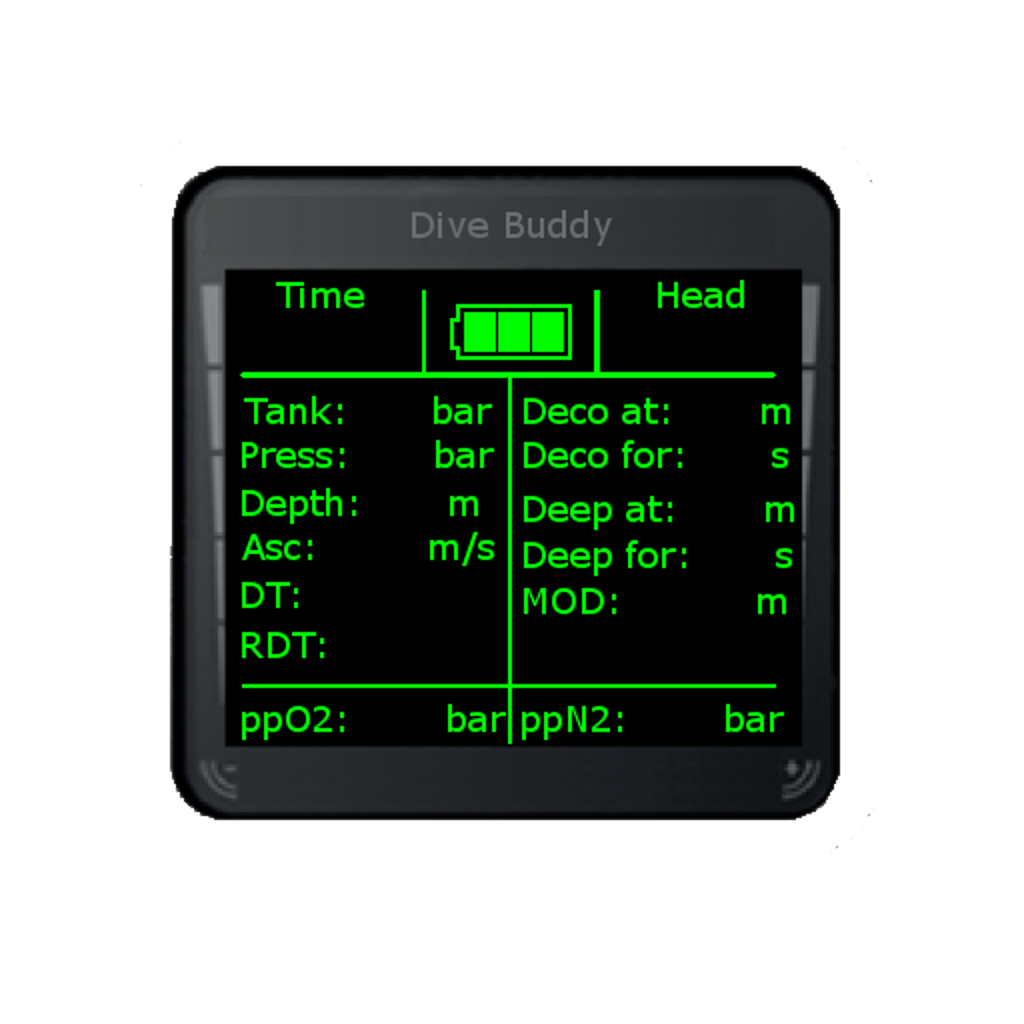 Dive Buddy
Time
Head
Tank: bar
Press: bar
Depth: m
Asc: m/s
DT:
RDT:
Deco at: m
Deco for: s
Deep at: m
Deep for: s
MOD: m
ppO2: bar
ppN2: bar